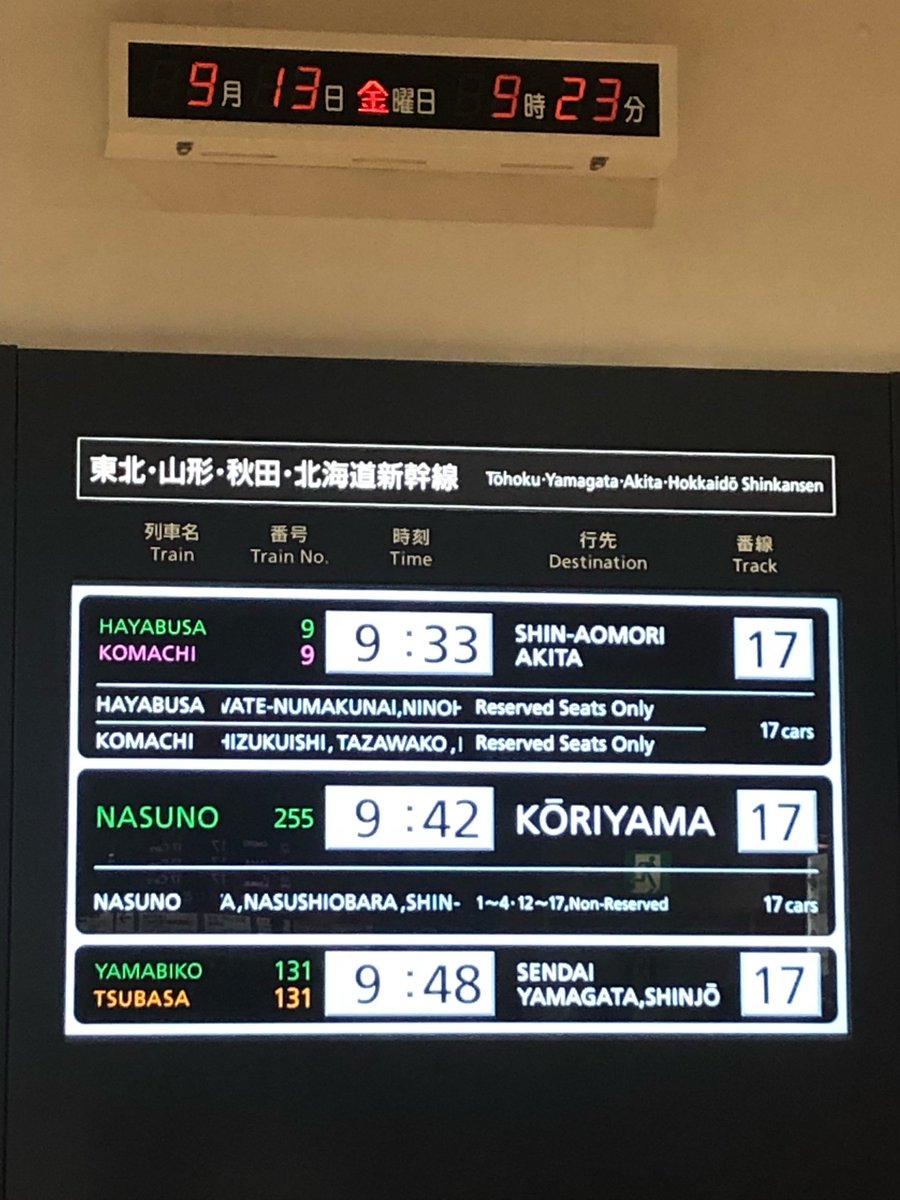 9月 13日 金曜日 9時23分
東北・山形・秋田・北海道新幹線 Tōhoku・Yamagata・Akita・Hokkaidō Shinkansen
列車名 番号 時刻 行先 番線
Train Train No. Time Destination Track
HAYABUSA 9 9:33 SHIN-AOMORI 17
KOMACHI 9 AKITA
HAYABUSA WATE-NUMAKUNAI,NINOH Reserved Seats Only
17 cars
KOMACHI HIZUKUISHI,TAZAWAKO, Reserved Seats Only
NASUNO 255 9:42 KŌRIYAMA 17
NASUNO A,NASUSHIOBARA,SHIN- 1~4・12~17,Non-Reserved 17 cars
YAMABIKO 131 9:48 SENDAI 17
TSUBASA 131 YAMAGATA,SHINJŌ